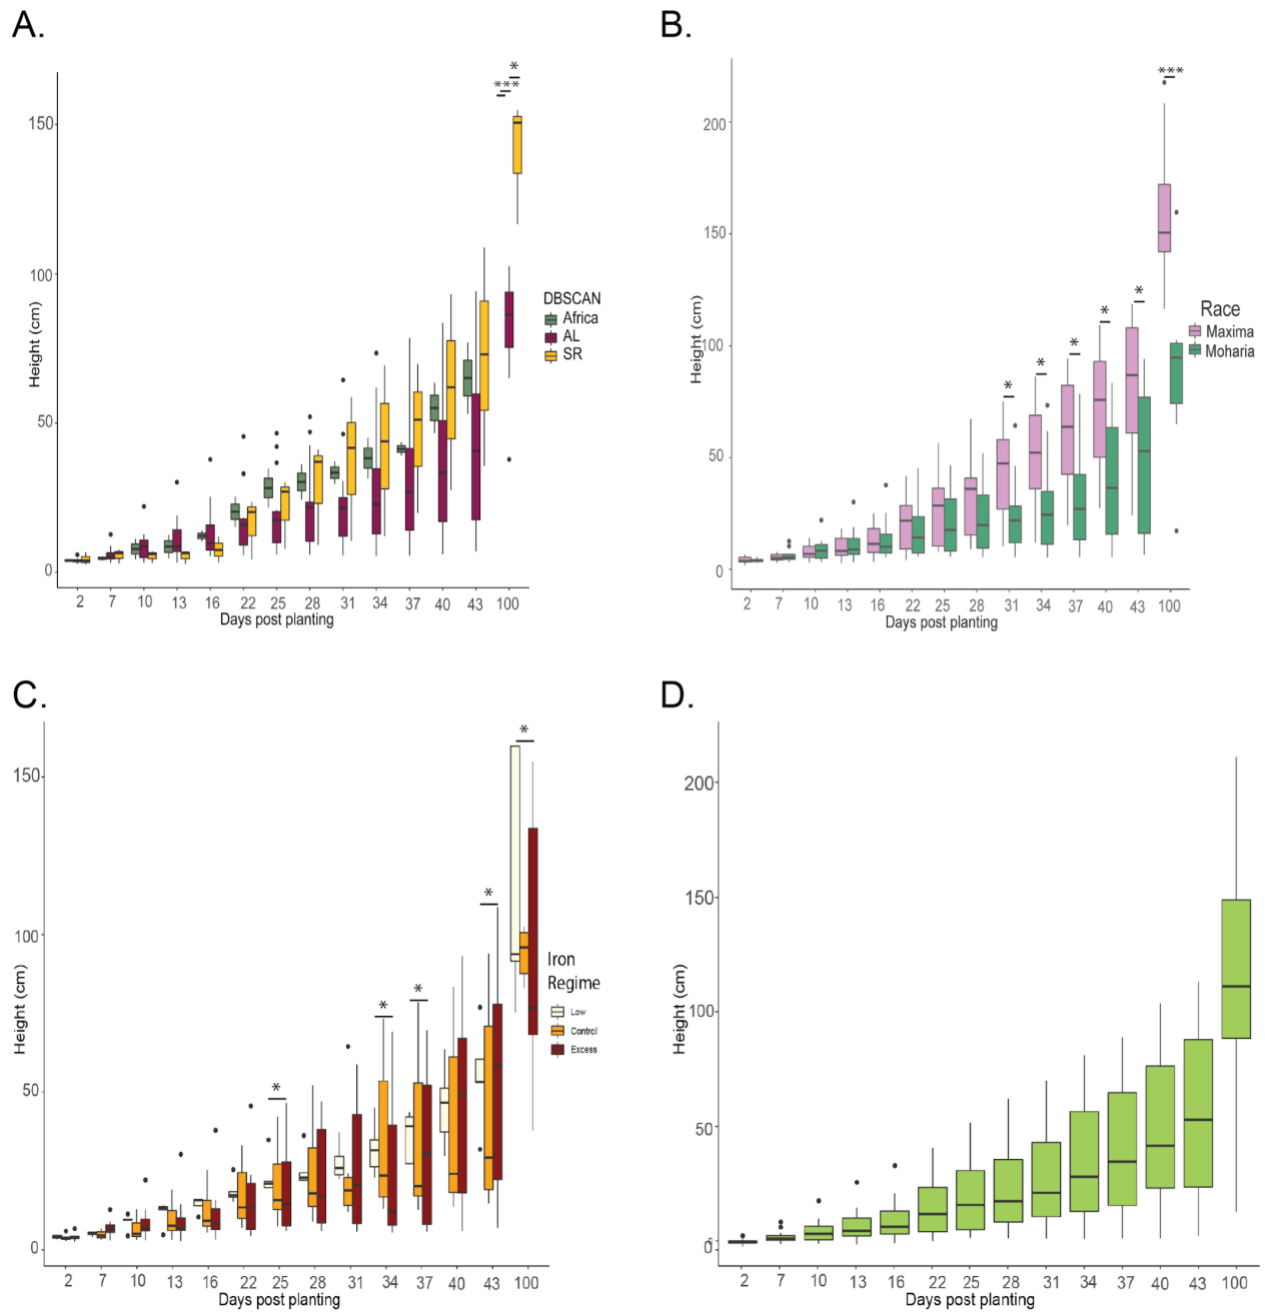 A.
*
***
150
100
50
0
Height (cm)
2 7 10 13 16 22 25 28 31 34 37 40 43 100
Days post planting
DBSCAN
Africa
AL
SR
B.
***
* * * * *
200
150
100
50
0
Height (cm)
2 7 10 13 16 22 25 28 31 34 37 40 43 100
Days post planting
Race
Maxima
Moharia
C.
*
*
* *
*
150
100
50
0
Height (cm)
2 7 10 13 16 22 25 28 31 34 37 40 43 100
Days post planting
Iron
Regime
Low
Control
Excess
D.
200
150
100
50
0
Height (cm)
2 7 10 13 16 22 25 28 31 34 37 40 43 100
Days post planting